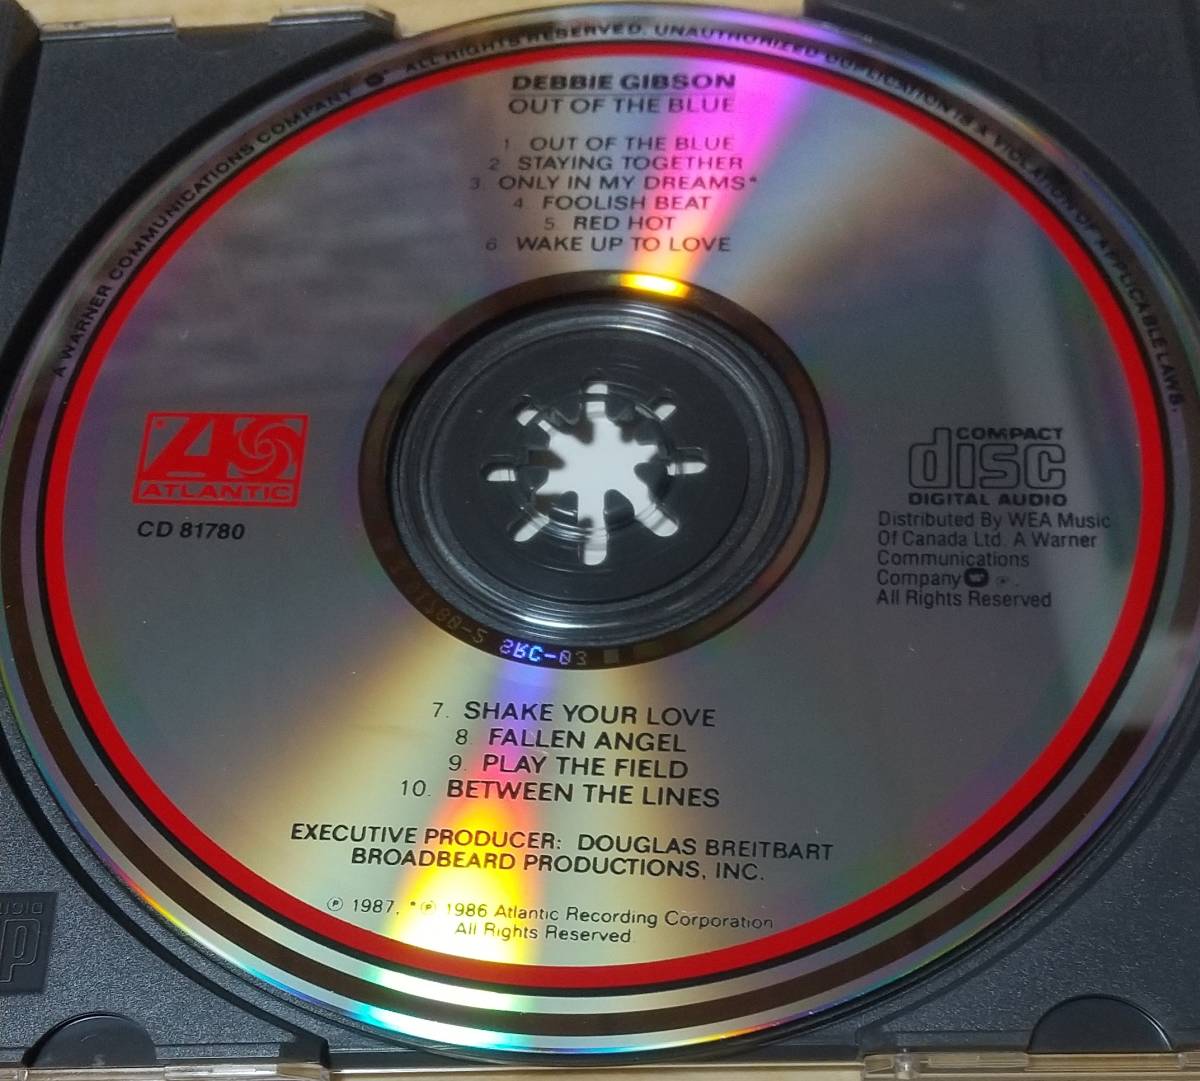 A WARNER COMMUNICATIONS COMPANY ALL RIGHTS RESERVED. UNAUTHORIZED DUPLICATION IS A VIOLATION OF APPLICABLE LAWS.
DEBBIE GIBSON
OUT OF THE BLUE
1 OUT OF THE BLUE
2 STAYING TOGETHER
3. ONLY IN MY DREAMS*
4 FOOLISH BEAT
5. RED HOT
6 WAKE UP TO LOVE
ATLANTIC
CD 81780
COMPACT
disc
DIGITAL AUDIO
Distributed By WEA Music
Of Canada Ltd. A Warner
Communications
Company ℗.
All Rights Reserved
SRC-03
7. SHAKE YOUR LOVE
8 FALLEN ANGEL
9. PLAY THE FIELD
10. BETWEEN THE LINES
EXECUTIVE PRODUCER: DOUGLAS BREITBART
BROADBEARD PRODUCTIONS, INC.
℗ 1987, *℗ 1986 Atlantic Recording Corporation
All Rights Reserved